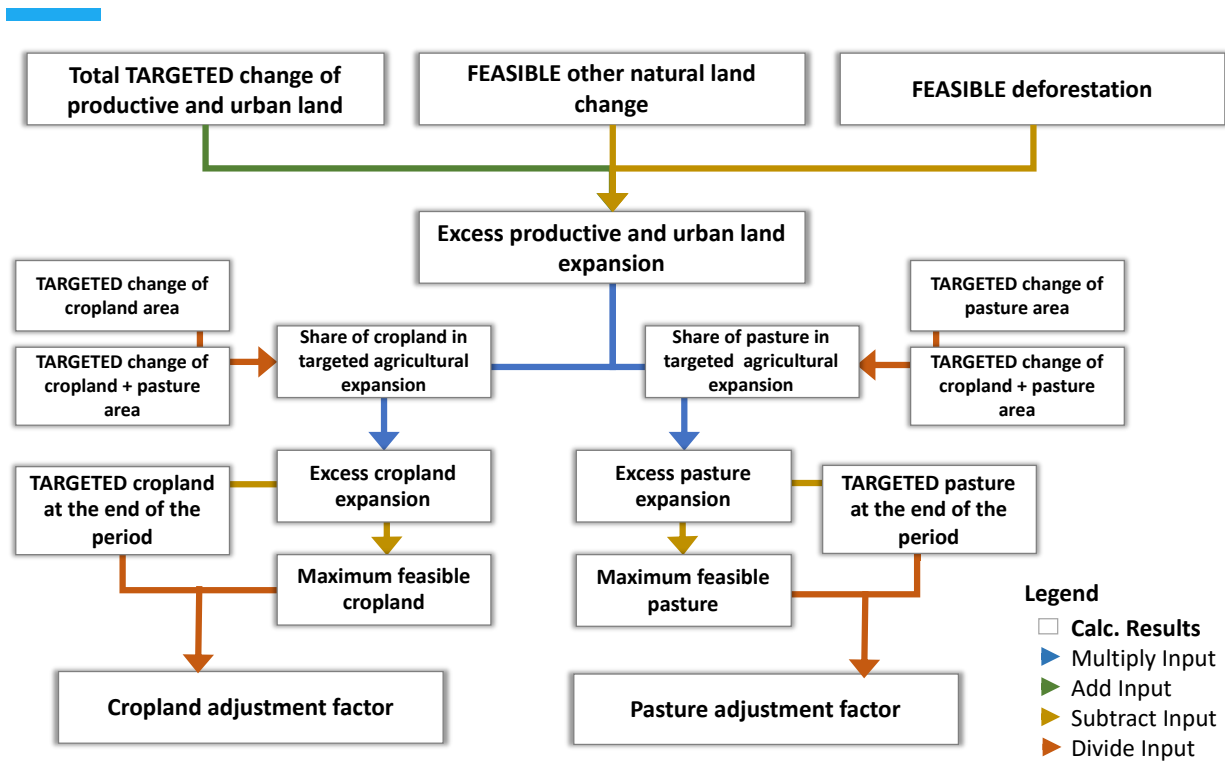 Total TARGETED change of
productive and urban land
FEASIBLE other natural land
change
FEASIBLE deforestation
Excess productive and urban land
expansion
TARGETED change of
cropland area
TARGETED change of
cropland + pasture
area
Share of cropland in
targeted agricultural
expansion
Share of pasture in
targeted agricultural
expansion
TARGETED change of
pasture area
TARGETED change of
cropland + pasture
area
TARGETED cropland
at the end of the
period
Excess cropland
expansion
Excess pasture
expansion
TARGETED pasture
at the end of the
period
Maximum feasible
cropland
Maximum feasible
pasture
Cropland adjustment factor
Pasture adjustment factor
Legend
Calc. Results
Multiply Input
Add Input
Subtract Input
Divide Input